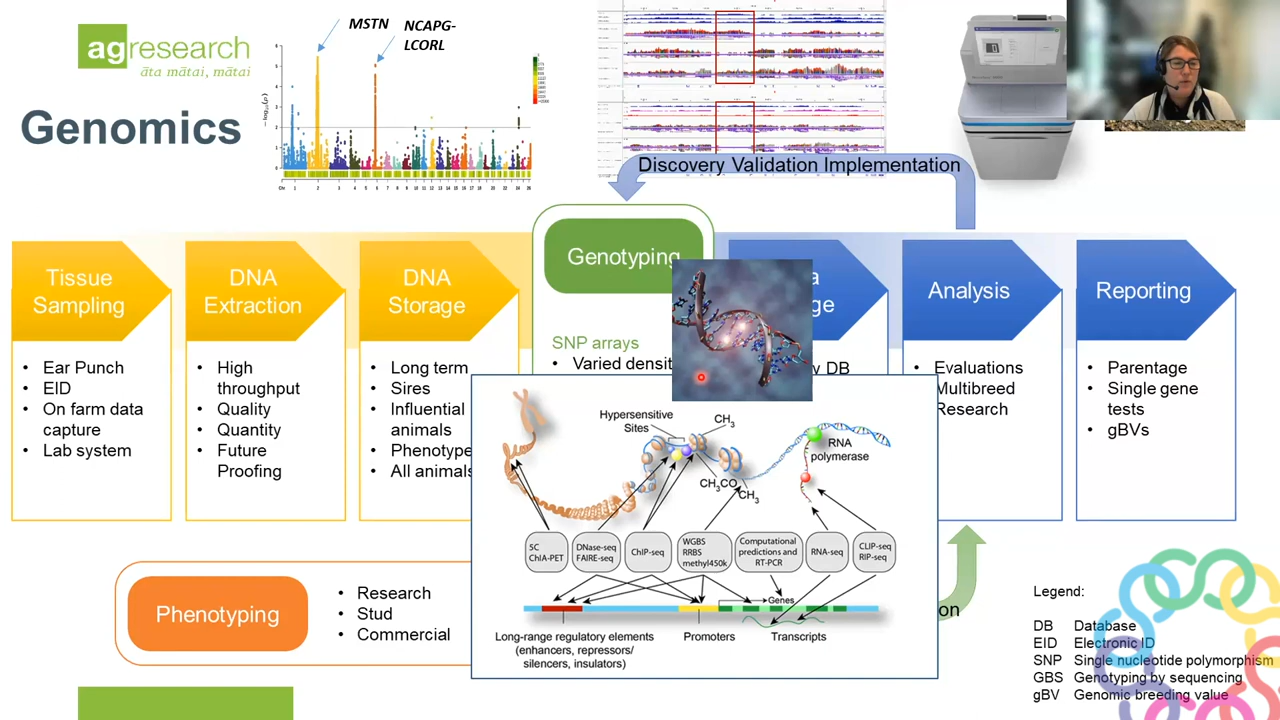 agresearch
āta mātai, mātai
Genomics
MSTN
LCORL
Discovery Validation Implementation
Tissue
Sampling
• Ear Punch
• EID
• On farm data
capture
• Lab system
DNA
Extraction
• High
throughput
• Quality
• Quantity
• Future
Proofing
DNA
Storage
• Long term
• Sires
• Influential
animals
• Phenotype
• All animals
Genotyping
SNP arrays
• Varied densit
DB
Analysis
• Evaluations
Multibreed
Research
Reporting
• Parentage
• Single gene
tests
• gBVs
Phenotyping
• Research
• Stud
• Commercial
Hypersensitive
Sites
CH3
CH3CO
CH3
RNA
polymerase
5C
ChIA-PET
DNase-seq
FAIRE-seq
ChIP-seq
WGBS
RRBS
methyl450k
Computational
predictions and
RT-PCR
RNA-seq
CLIP-seq
RIP-seq
Genes
Long-range regulatory elements
(enhancers, repressors/
silencers, insulators)
Promoters
Transcripts
Legend:
DB Database
EID Electronic ID
SNP Single nucleotide polymorphism
GBS Genotyping by sequencing
gBV Genomic breeding value